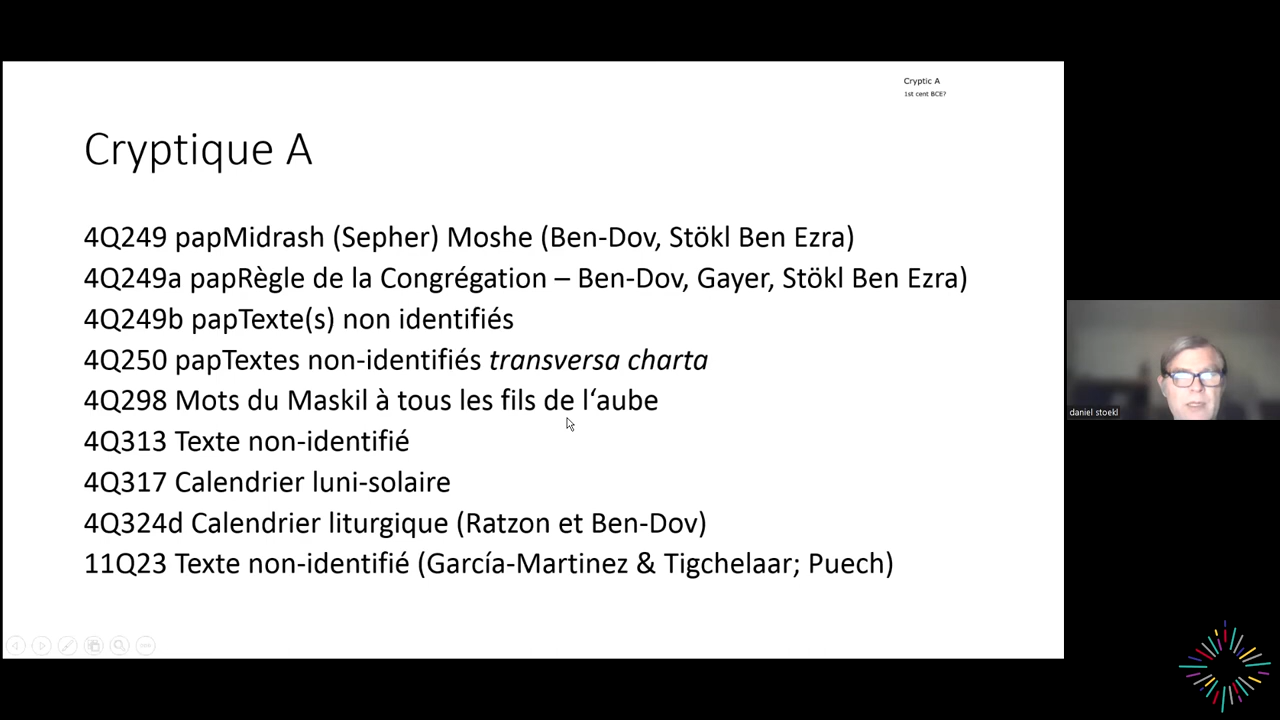 Cryptic A
1st cent BCE?
Cryptique A
4Q249 papMidrash (Sepher) Moshe (Ben-Dov, Stökl Ben Ezra)
4Q249a papRègle de la Congrégation – Ben-Dov, Gayer, Stökl Ben Ezra)
4Q249b papTexte(s) non identifiés
4Q250 papTextes non-identifiés transversa charta
4Q298 Mots du Maskil à tous les fils de l‘aube
4Q313 Texte non-identifié
4Q317 Calendrier luni-solaire
4Q324d Calendrier liturgique (Ratzon et Ben-Dov)
11Q23 Texte non-identifié (García-Martinez & Tigchelaar; Puech)
daniel stoekl